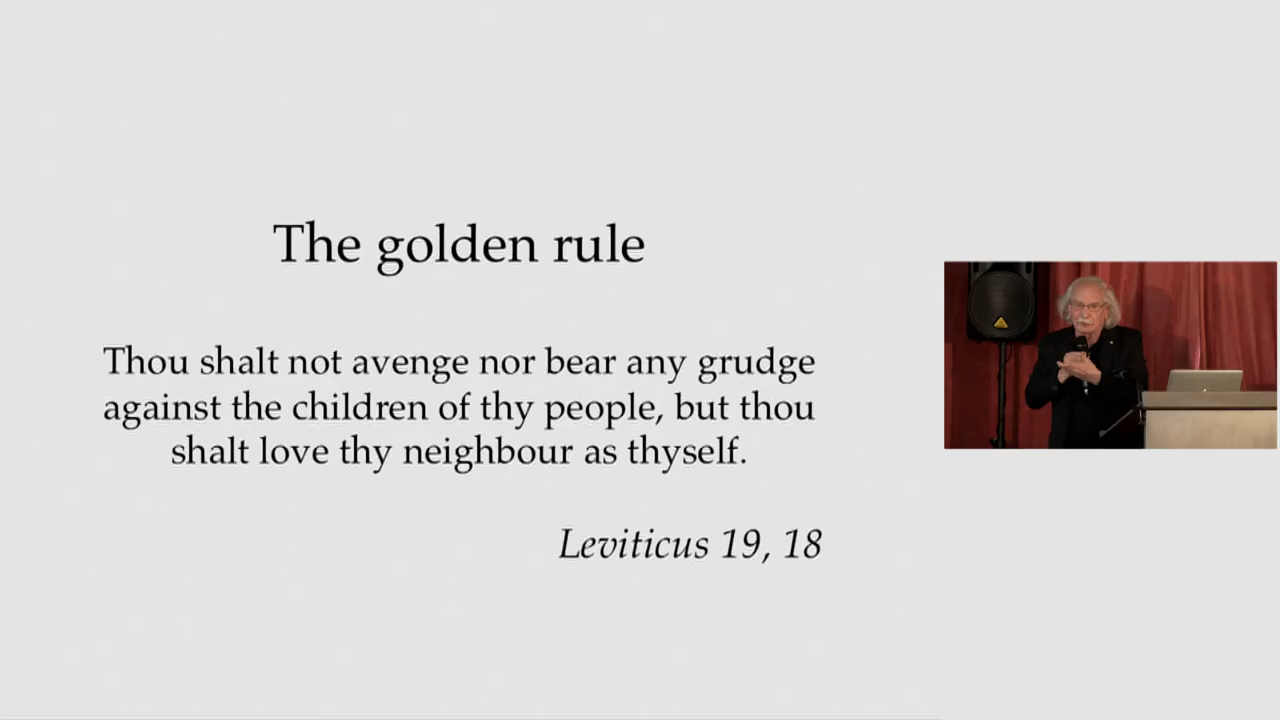 The golden rule
Thou shalt not avenge nor bear any grudge
against the children of thy people, but thou
shalt love thy neighbour as thyself.
Leviticus 19, 18